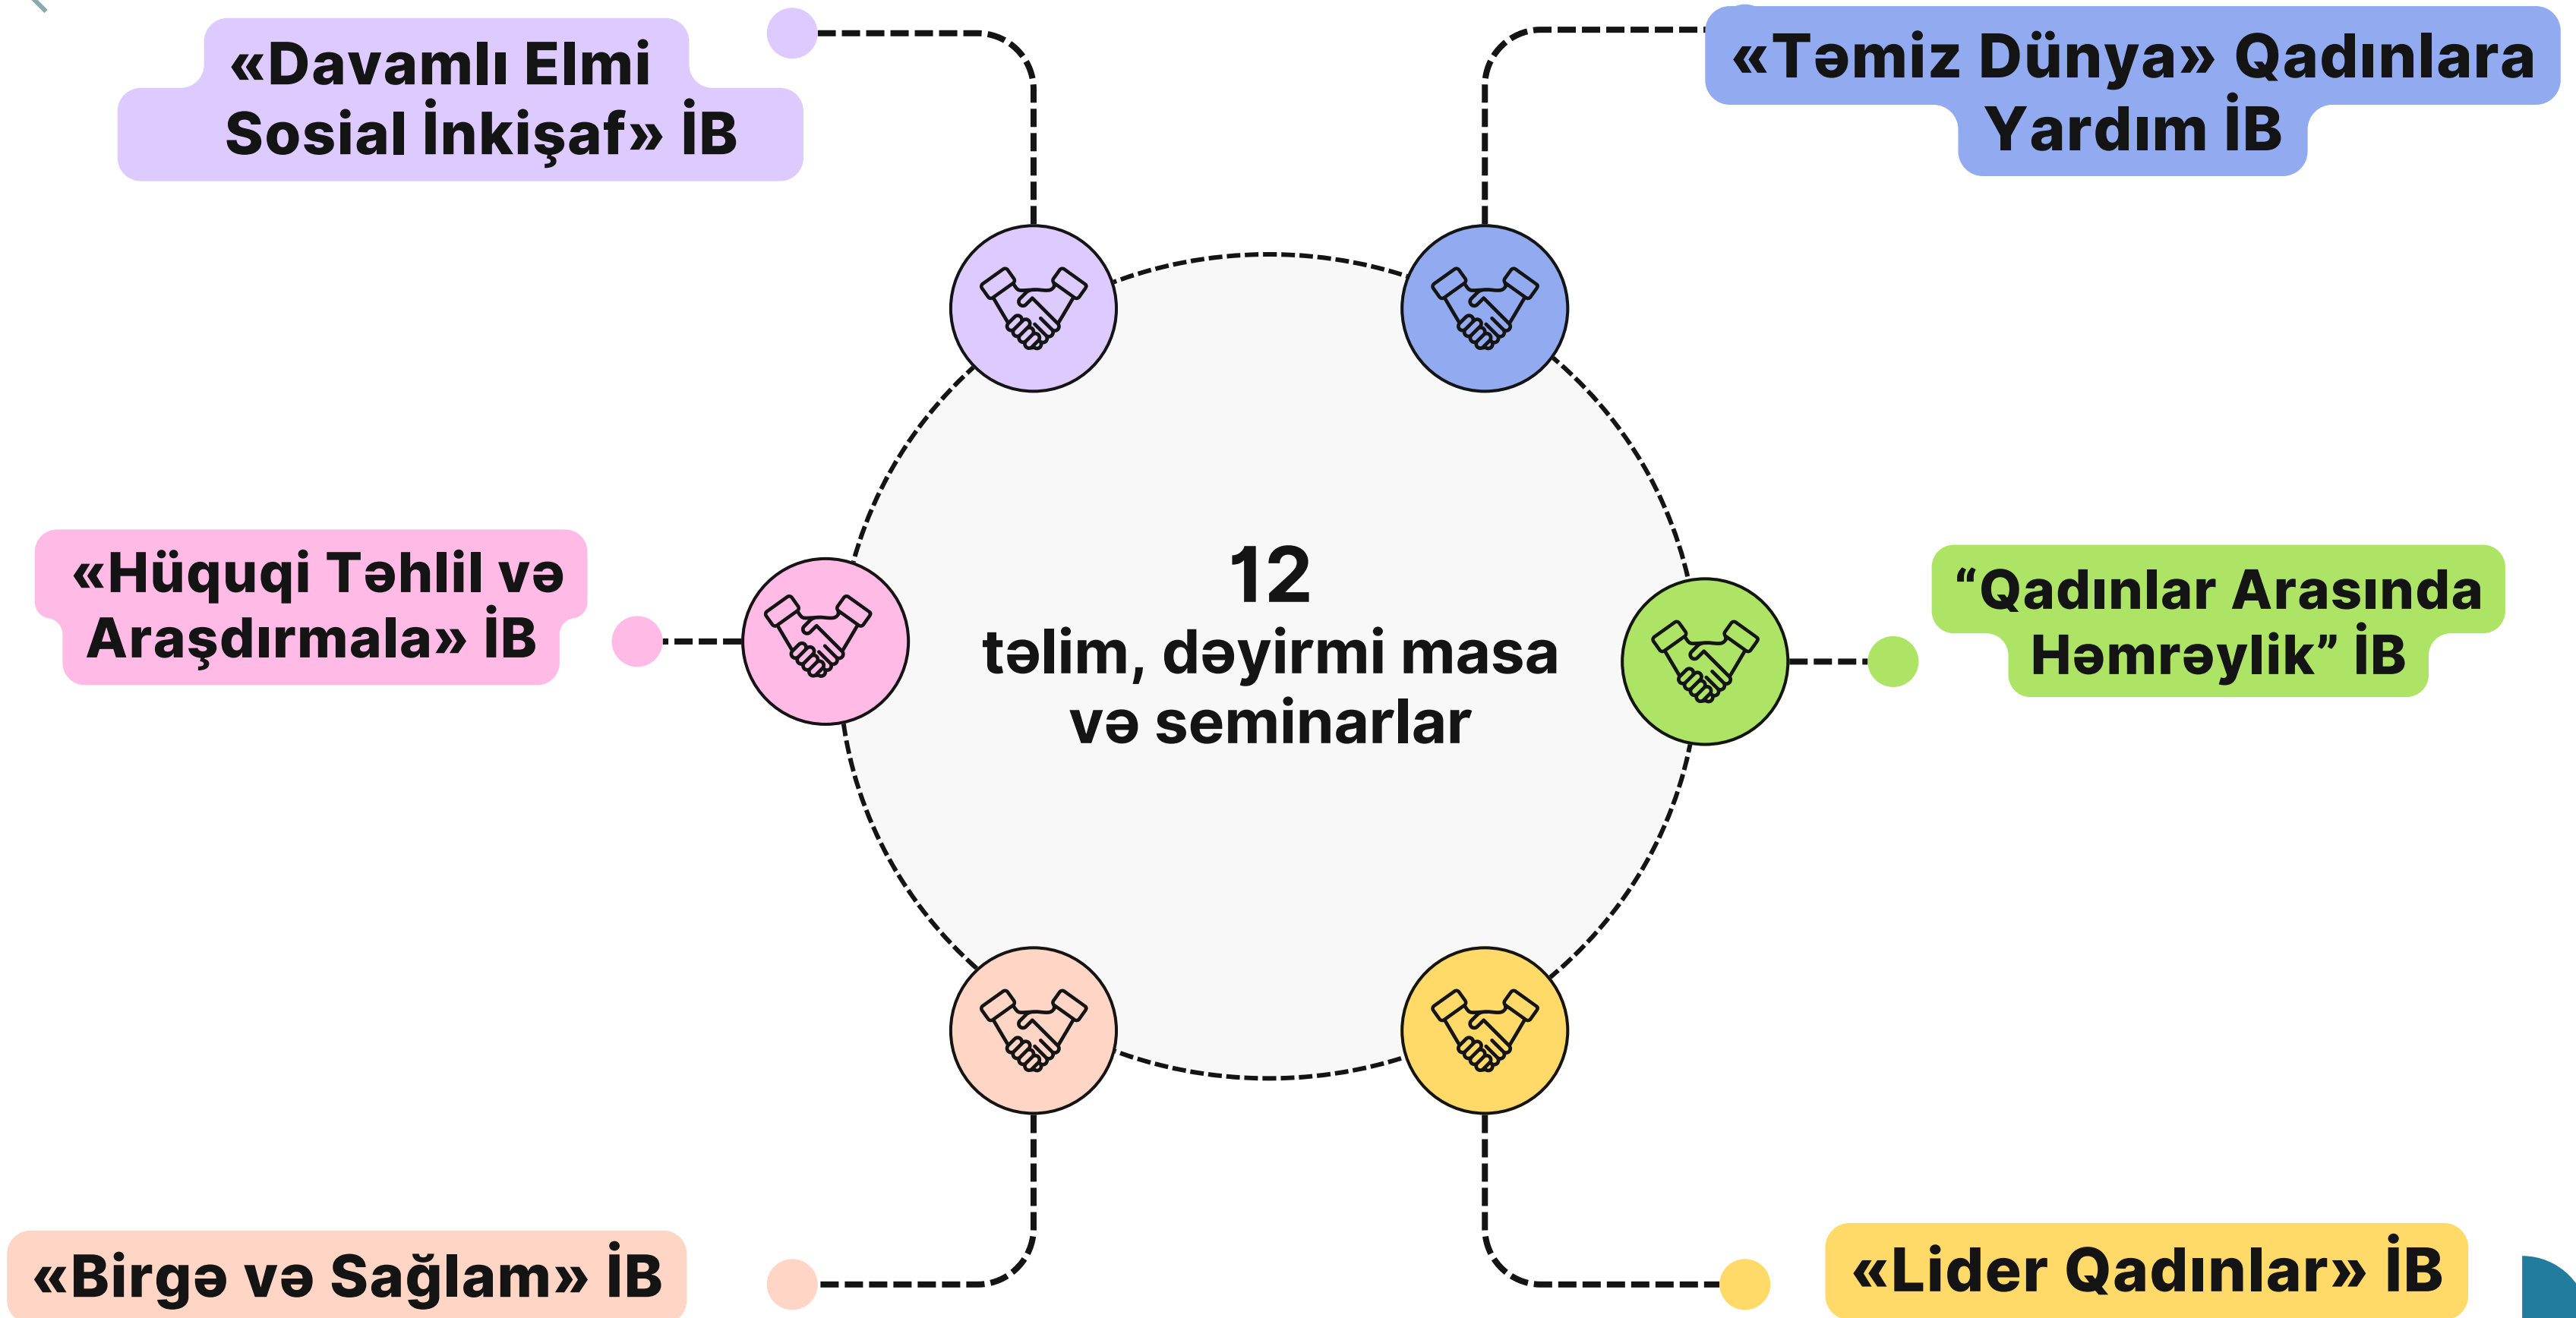 «Davamlı Elmi
Sosial İnkişaf» İB
«Təmiz Dünya» Qadınlara
Yardım İB
«Hüquqi Təhlil və
Araşdırmala» İB
12
təlim, dəyirmi masa
və seminarlar
“Qadınlar Arasında
Həmrəylik” İB
«Birgə və Sağlam» İB
«Lider Qadınlar» İB